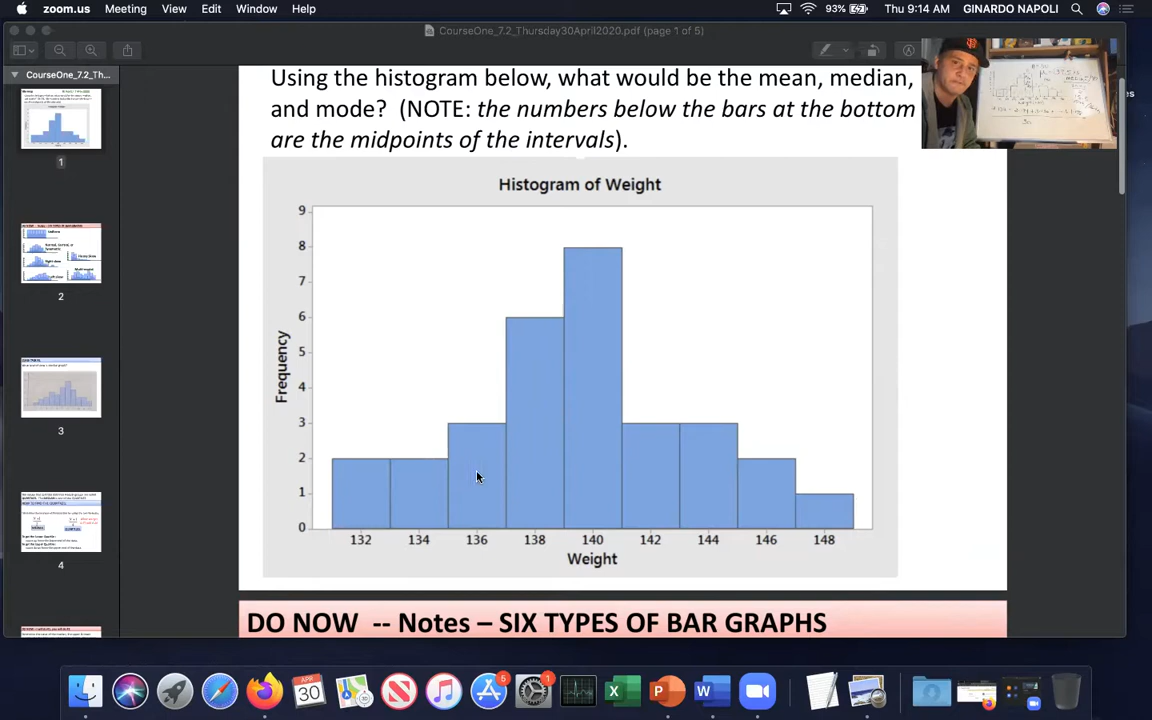 zoom.us Meeting View Edit Window Help 93% Thu 9:14 AM GINARDO NAPOLI
CourseOne_7.2_Thursday30April2020.pdf (page 1 of 5)
CourseOne_7.2_Th...
1
2
3
4
Using the histogram below, what would be the mean, median,
and mode? (NOTE: the numbers below the bars at the bottom
are the midpoints of the intervals).
Histogram of Weight
Frequency
9
8
7
6
5
4
3
2
1
0
132 134 136 138 140 142 144 146 148
Weight
DO NOW -- Notes – SIX TYPES OF BAR GRAPHS
APR
30
5
1